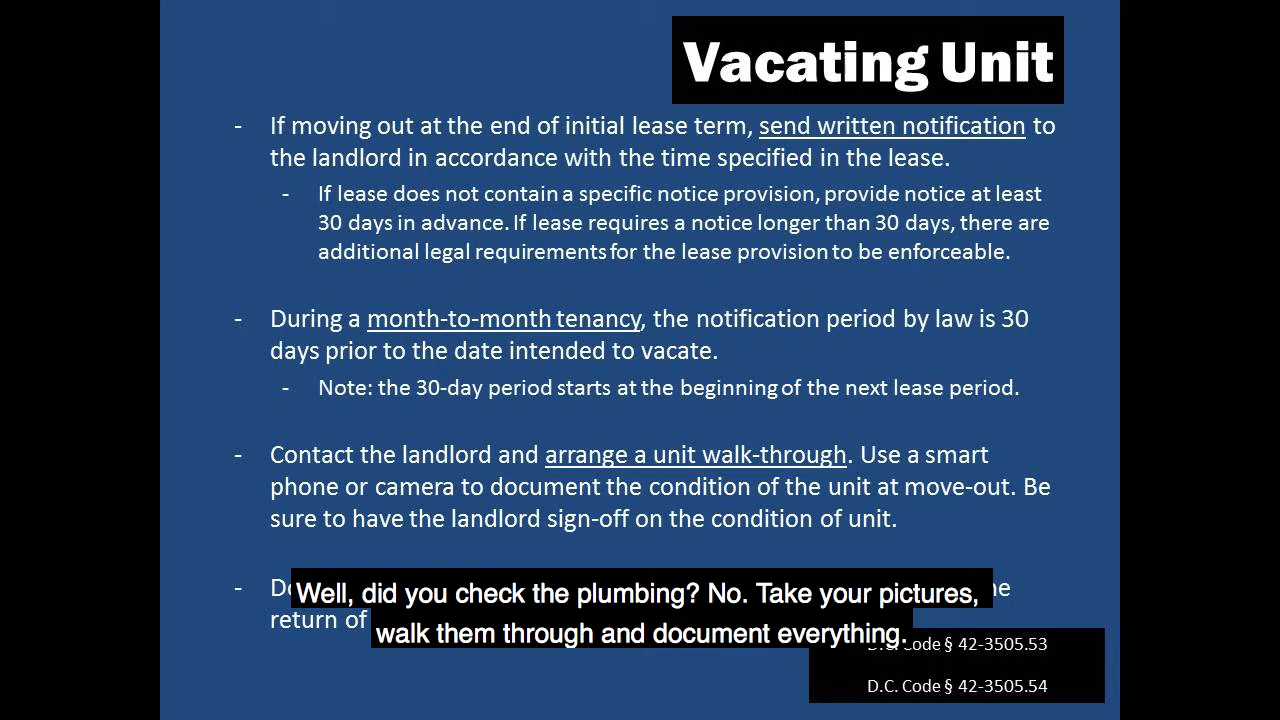 Vacating Unit
- If moving out at the end of initial lease term, send written notification to
the landlord in accordance with the time specified in the lease.
- If lease does not contain a specific notice provision, provide notice at least
30 days in advance. If lease requires a notice longer than 30 days, there are
additional legal requirements for the lease provision to be enforceable.
- During a month-to-month tenancy, the notification period by law is 30
days prior to the date intended to vacate.
- Note: the 30-day period starts at the beginning of the next lease period.
- Contact the landlord and arrange a unit walk-through. Use a smart
phone or camera to document the condition of the unit at move-out. Be
sure to have the landlord sign-off on the condition of unit.
-
return of
Well, did you check the plumbing? No. Take your pictures,
walk them through and document everything.
D.C. Code § 42-3505.53
D.C. Code § 42-3505.54